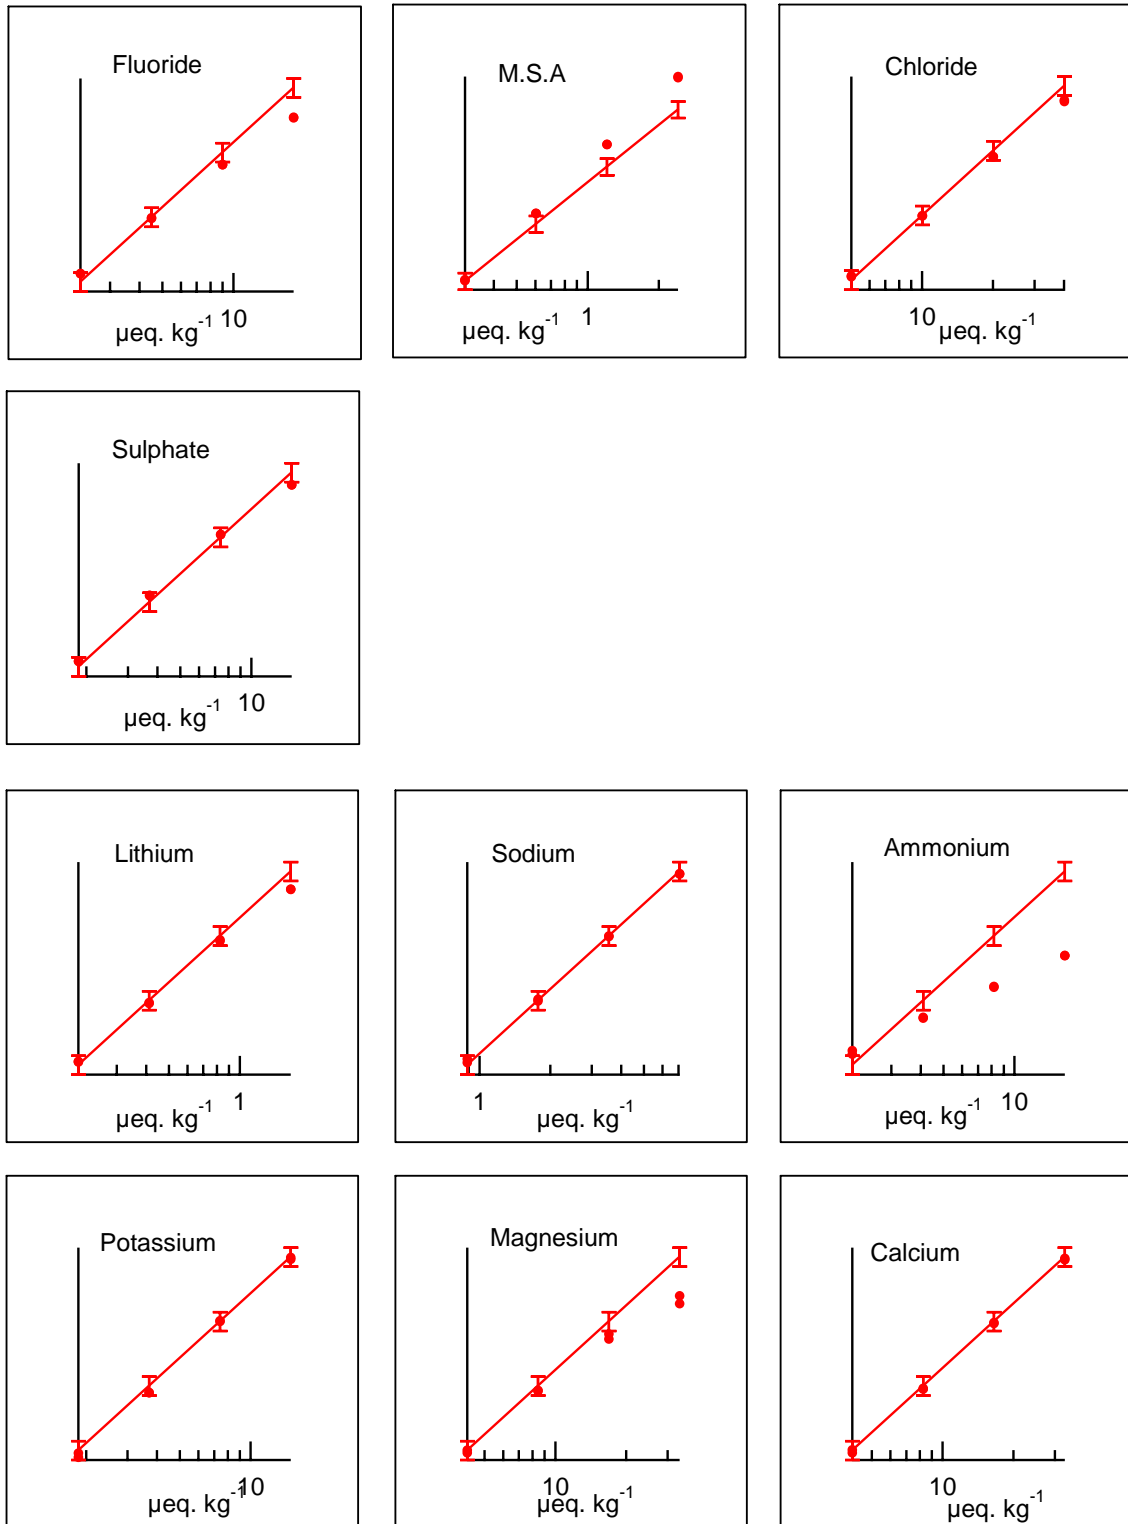 Fluoride
10
µeq. kg-1
M.S.A
1
µeq. kg-1
Chloride
10
µeq. kg-1
Sulphate
10
µeq. kg-1
Lithium
1
µeq. kg-1
Sodium
1
µeq. kg-1
Ammonium
10
µeq. kg-1
Potassium
10
µeq. kg-1
Magnesium
10
µeq. kg-1
Calcium
10
µeq. kg-1